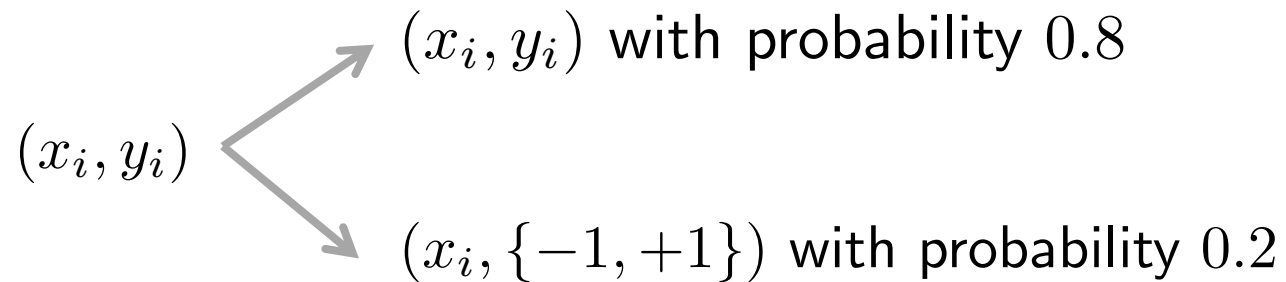 $(x_i, y_i)$ with probability $0.8$
$(x_i, y_i)$
$(x_i, \{-1, +1\})$ with probability $0.2$